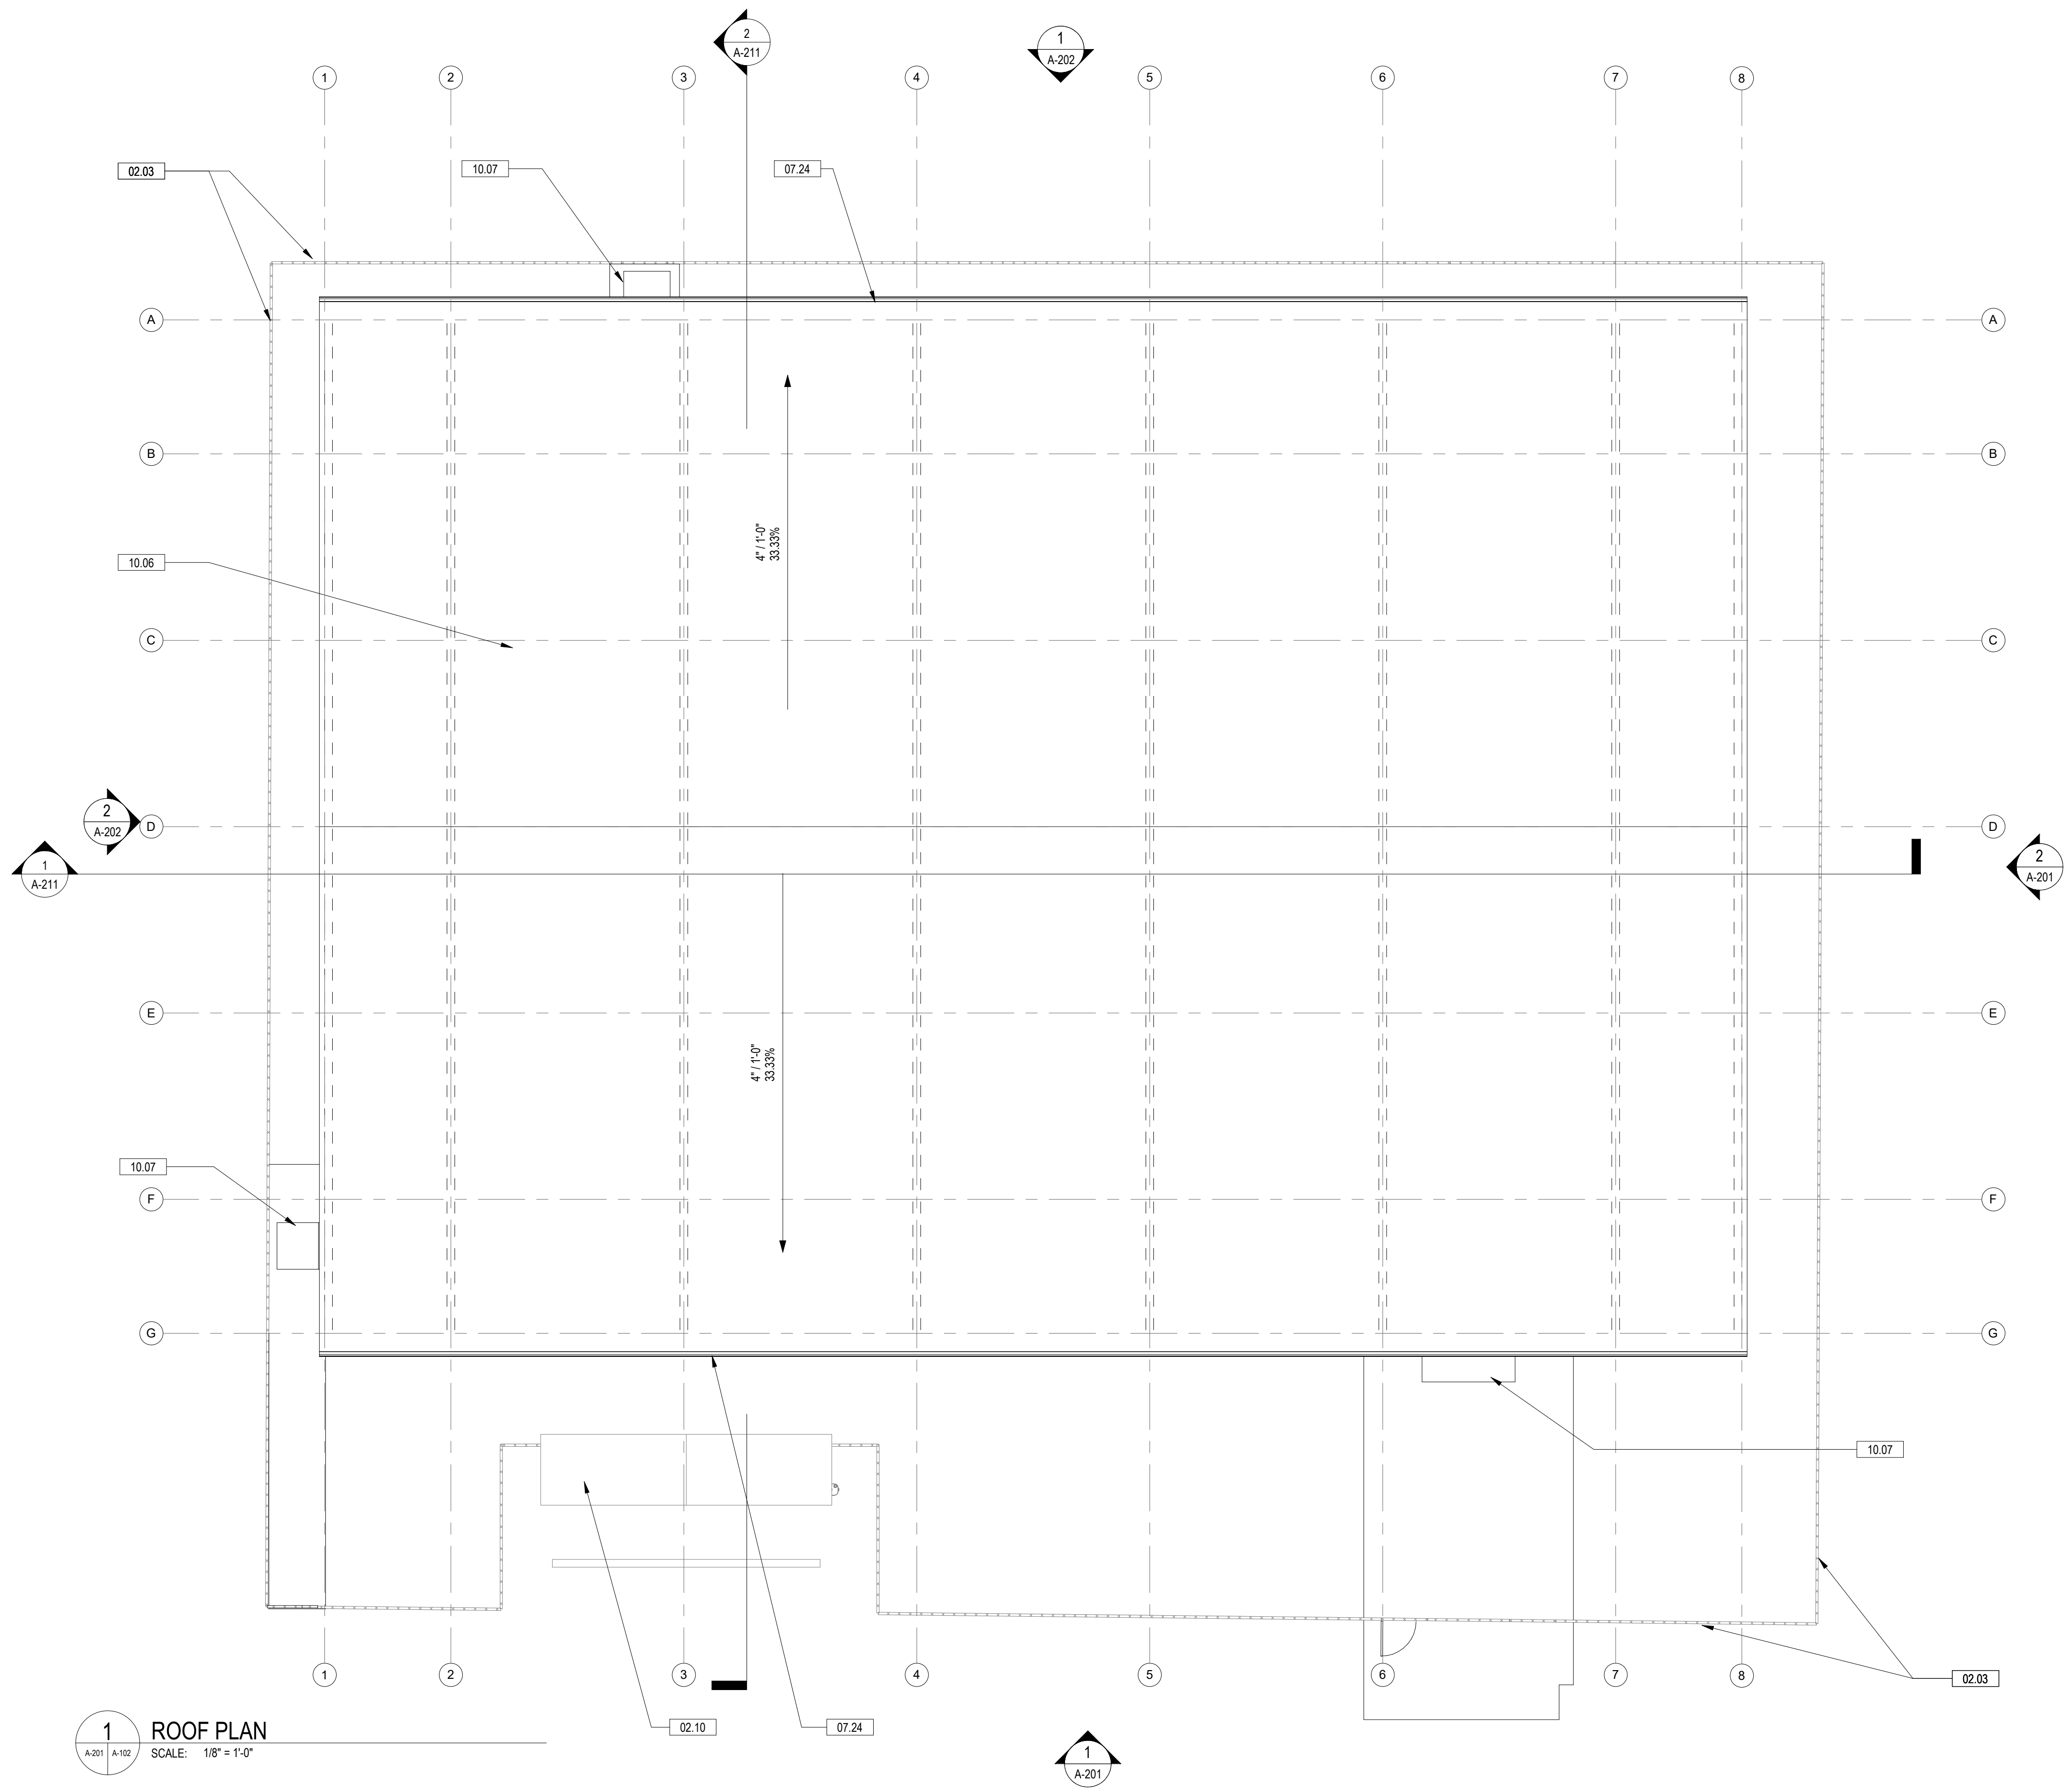 2
A-211
1
A-202
1
2
3
4
5
6
7
8
02.03
10.07
07.24
A
A
B
B
4" / 1'-0"
33.33%
10.06
C
C
2
A-202
D
D
1
A-211
2
A-201
E
E
4" / 1'-0"
33.33%
10.07
F
F
G
G
10.07
1
2
3
4
5
6
7
8
02.03
02.10
07.24
1
A-201
A-102
ROOF PLAN
SCALE: 1/8" = 1'-0"
1
A-201